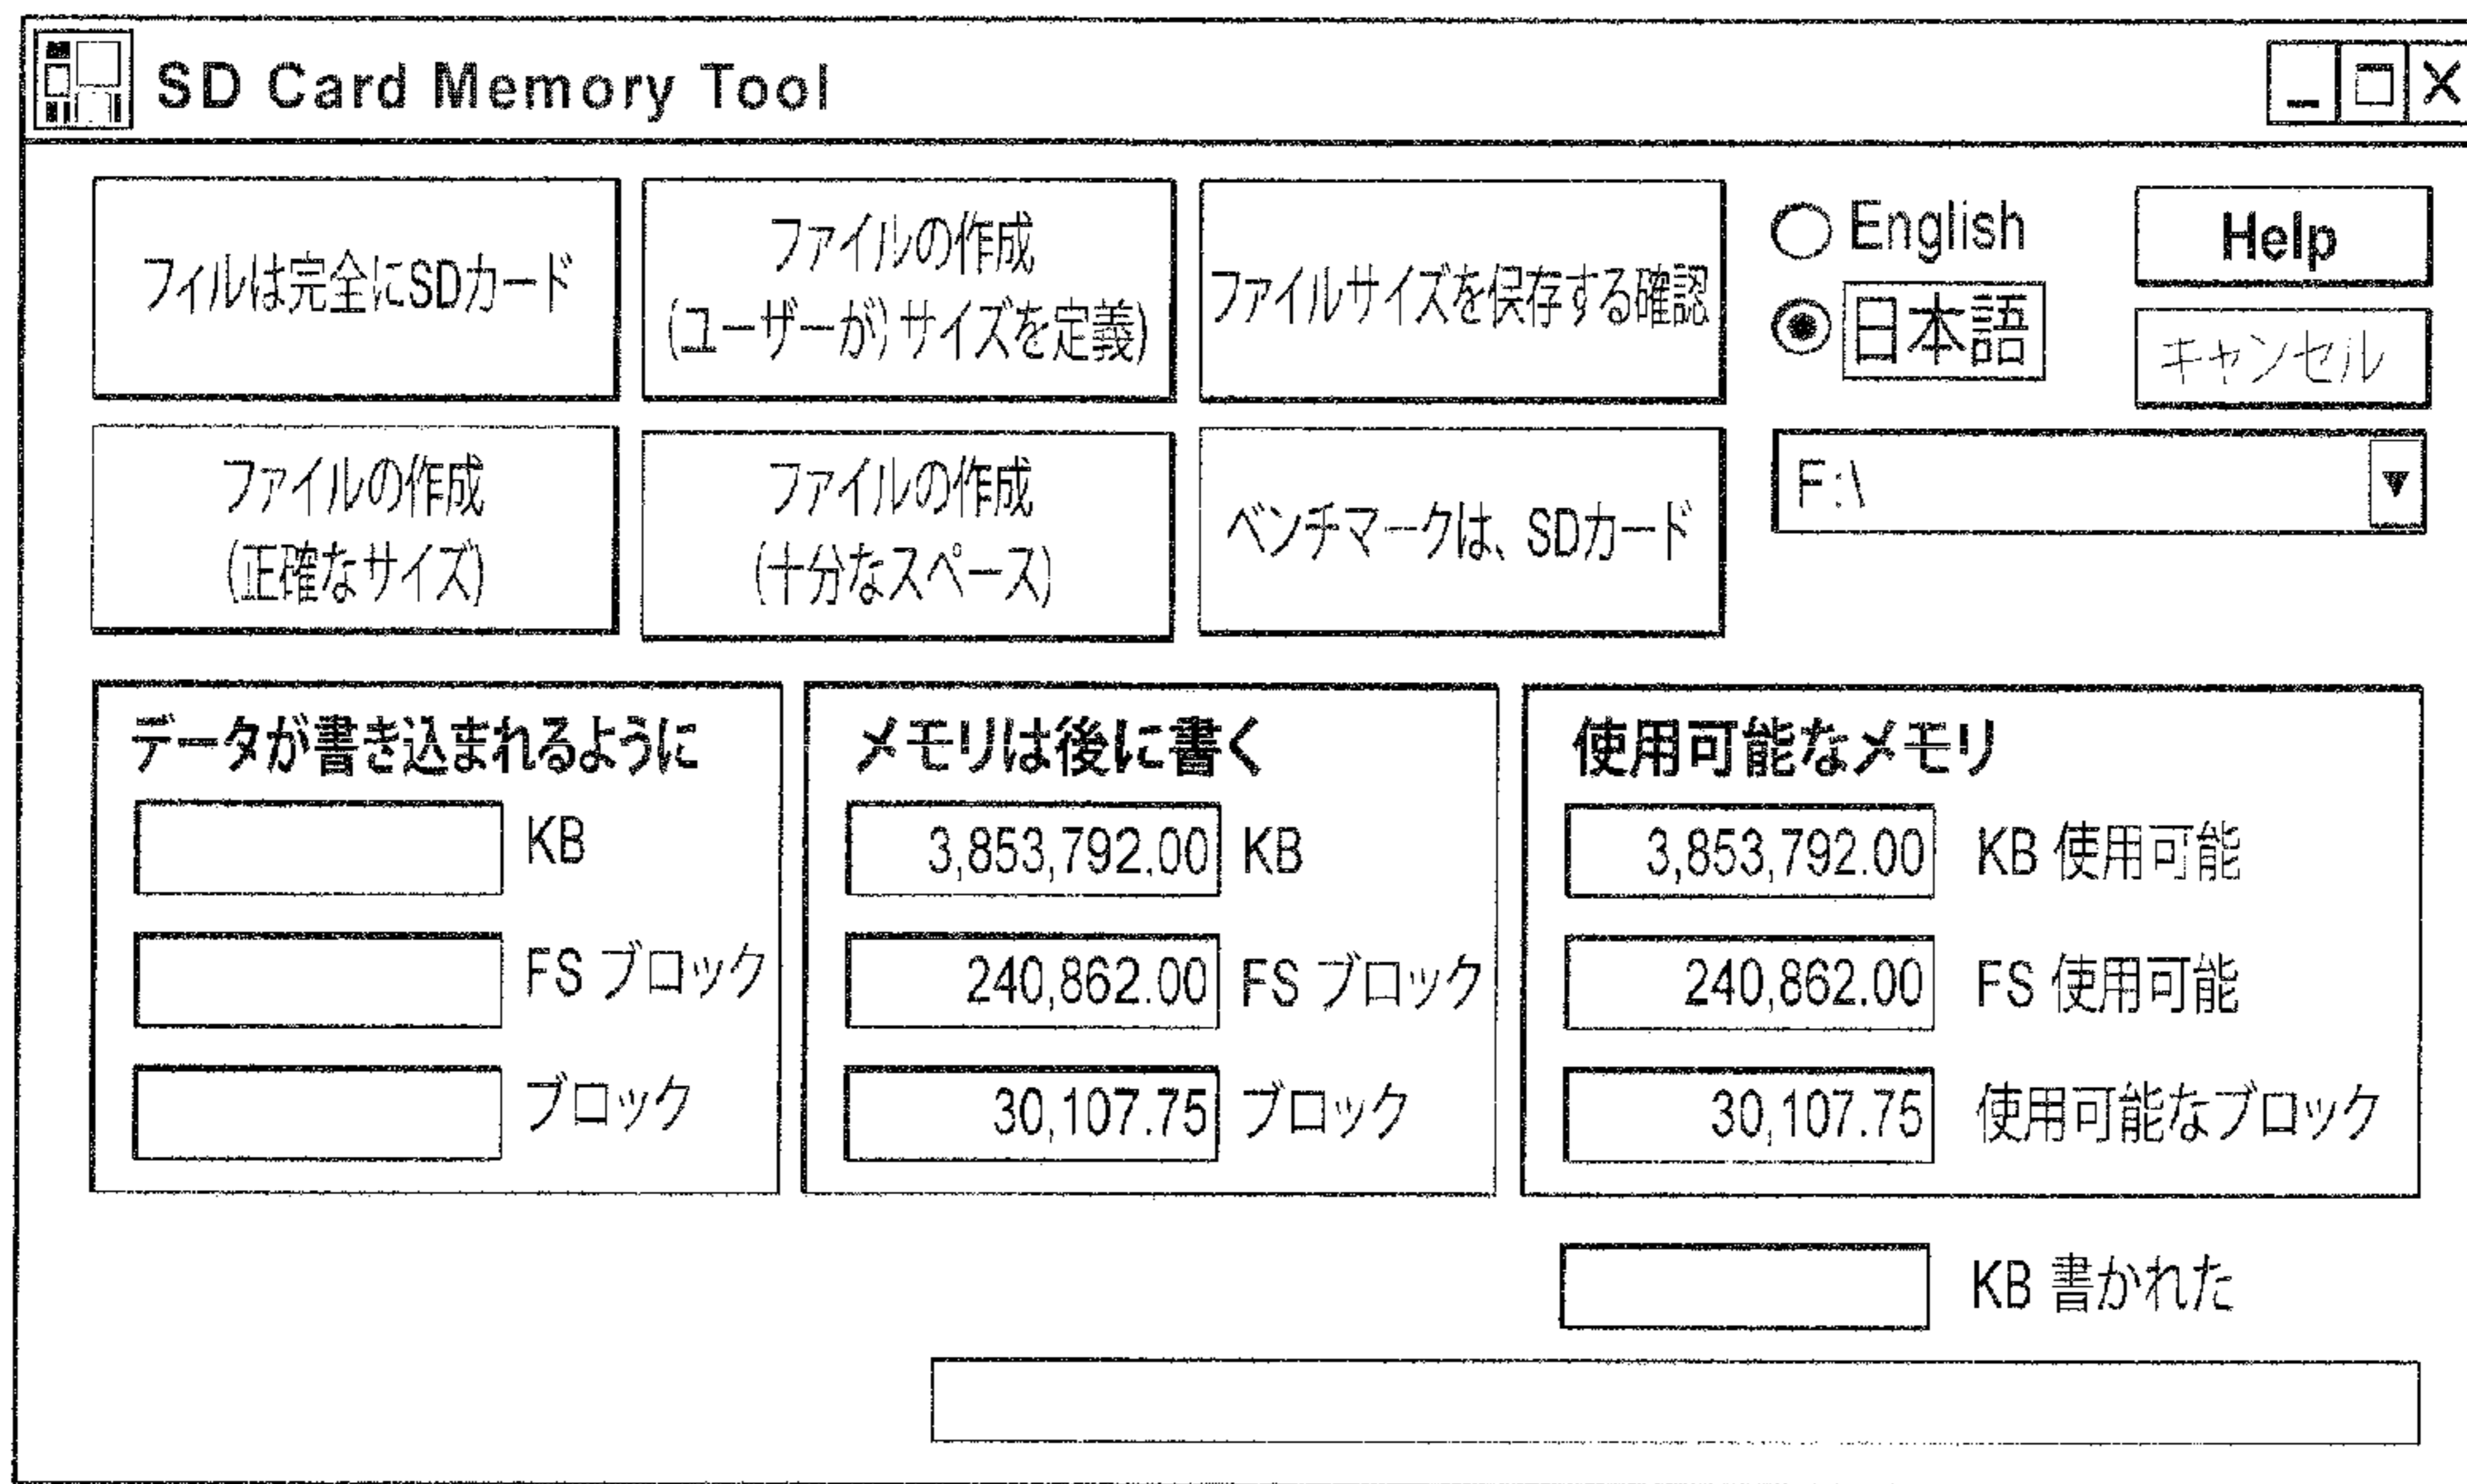 SD Card Memory Tool
フィルは完全にSDカード
ファイルの作成
(ユーザーが) サイズを定義)
ファイルサイズを保存する確認
English
日本語
Help
キャンセル
ファイルの作成
(正確なサイズ)
ファイルの作成
(十分なスペース)
ベンチマークは、SDカード
F:\
データが書き込まれるように
KB
FS ブロック
ブロック
メモリは後に書く
3,853,792.00 KB
240,862.00 FS ブロック
30,107.75 ブロック
使用可能なメモリ
3,853,792.00 KB 使用可能
240,862.00 FS 使用可能
30,107.75 使用可能なブロック
KB 書かれた